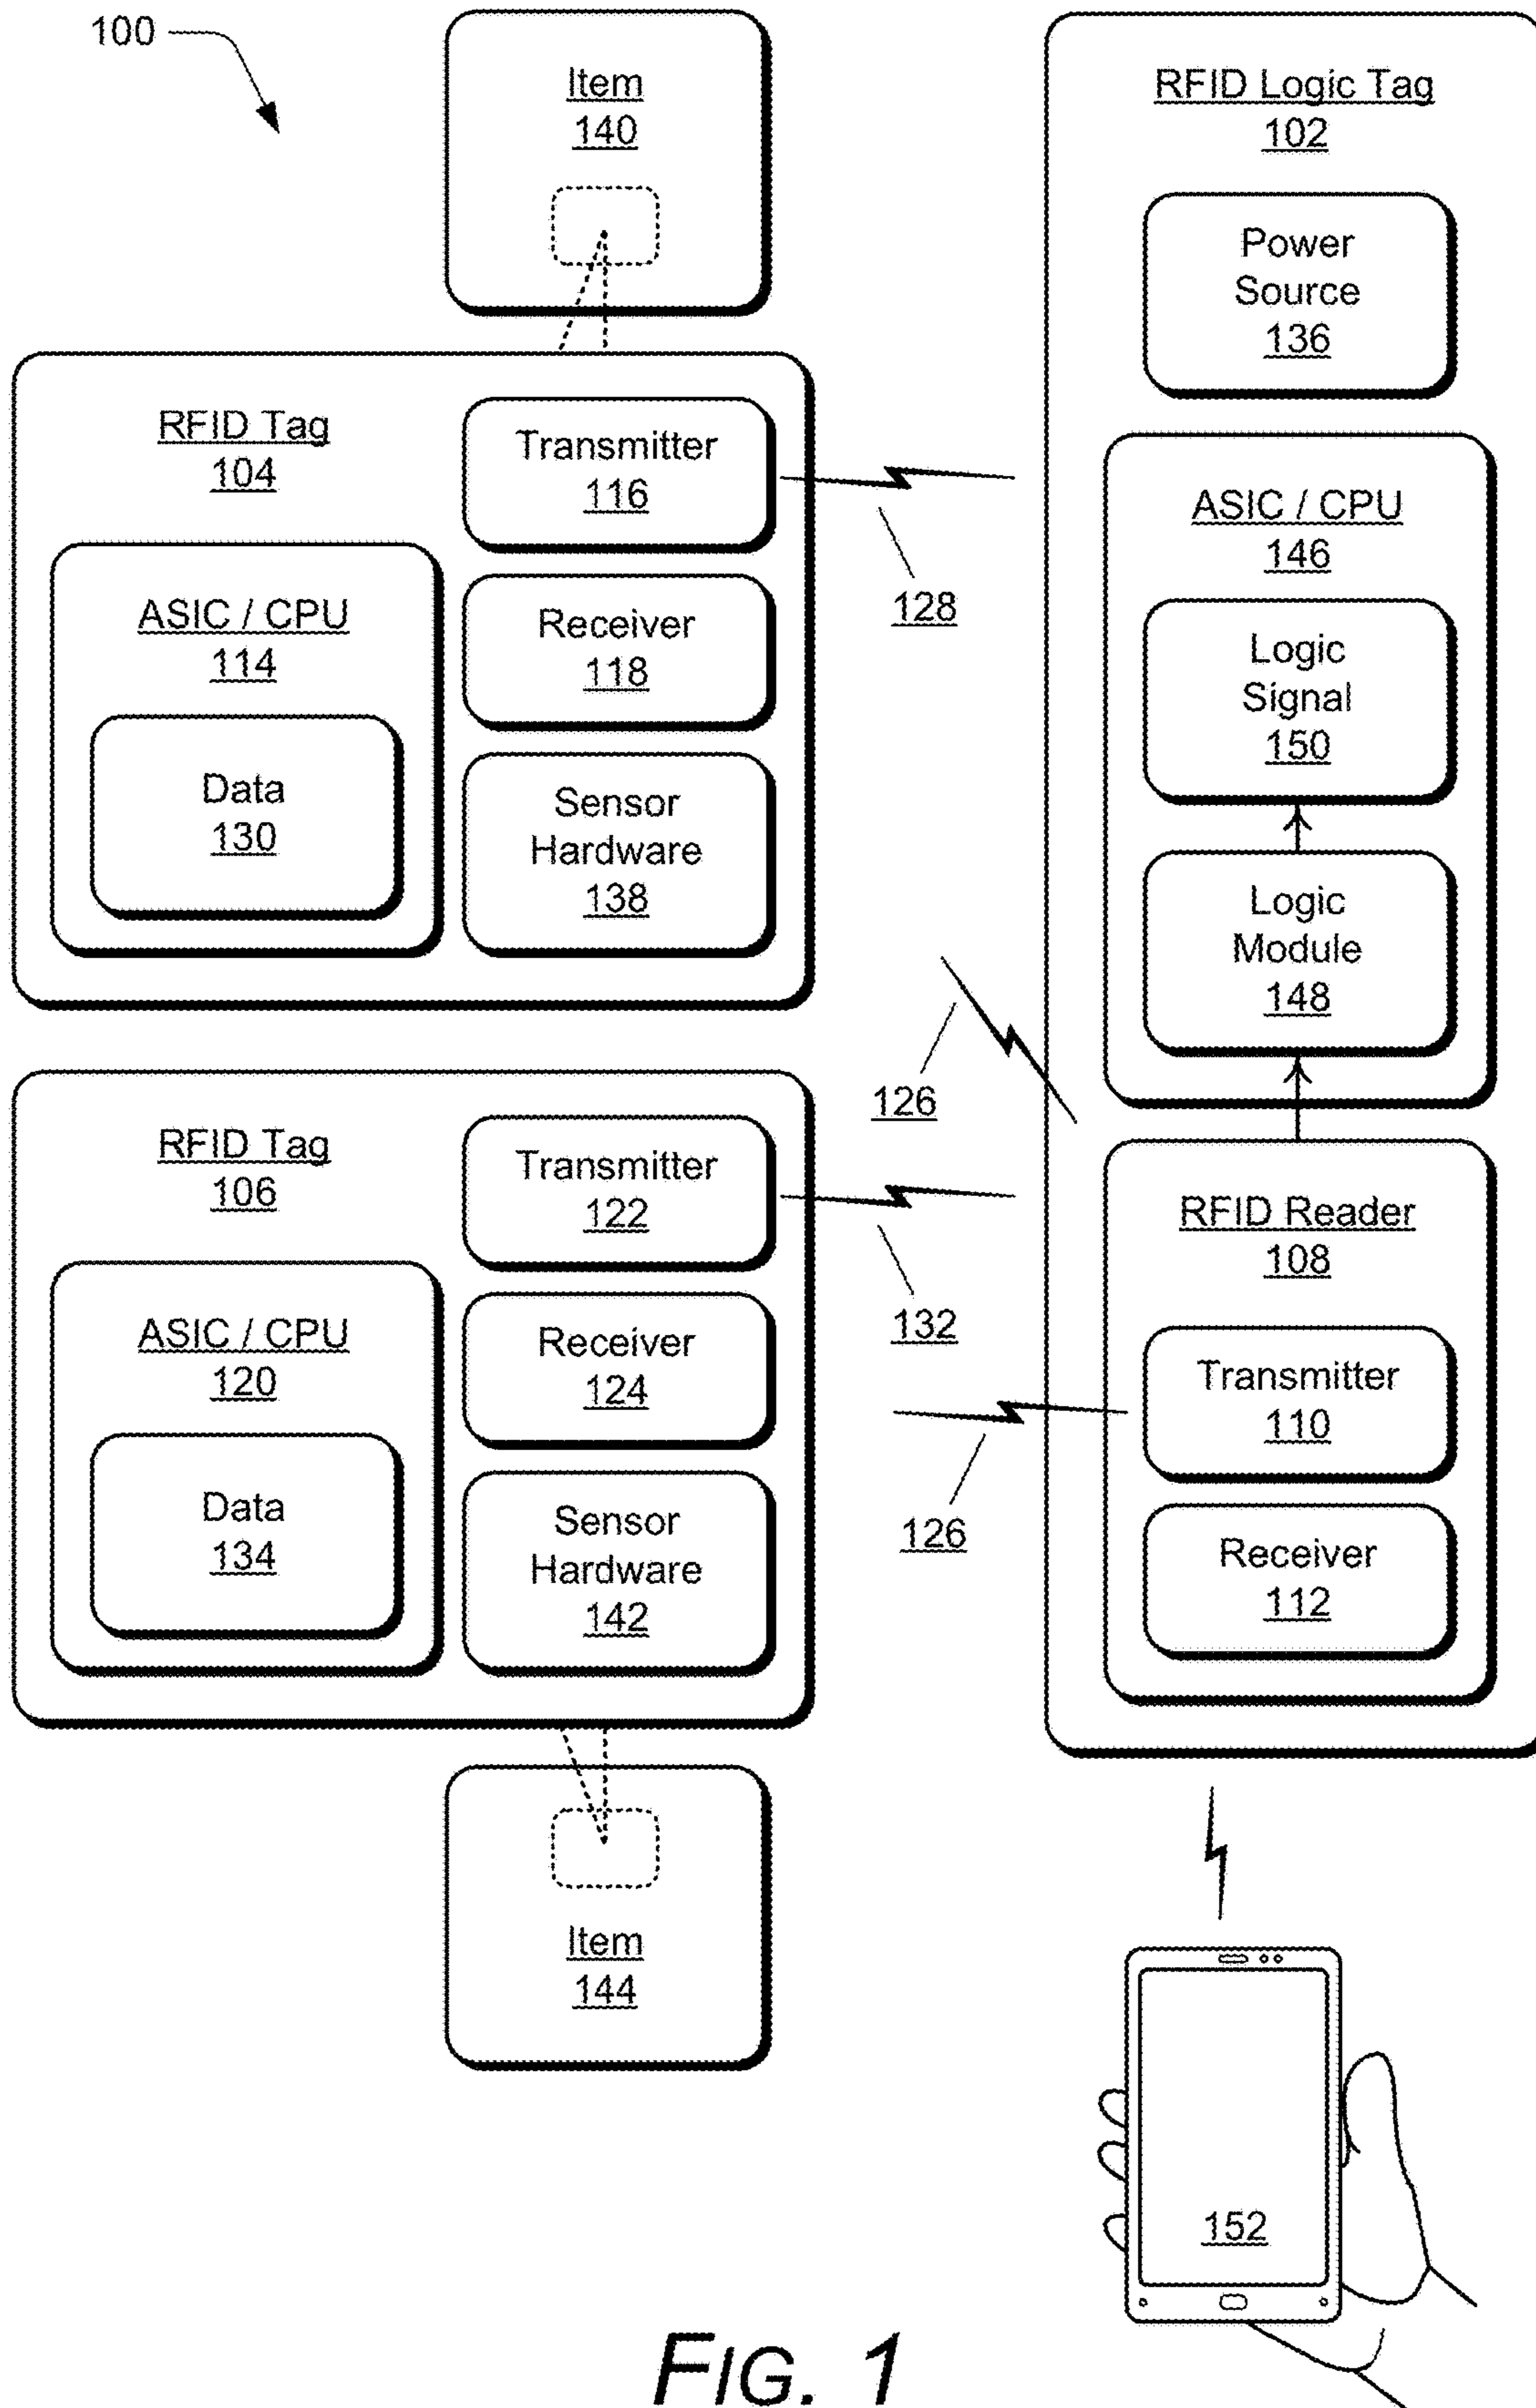 100
Item
140
RFID Tag
104
Transmitter
116
128
ASIC / CPU
114
Receiver
118
Data
130
Sensor
Hardware
138
RFID Tag
106
Transmitter
122
132
ASIC / CPU
120
Receiver
124
Data
134
Sensor
Hardware
142
126
126
Item
144
RFID Logic Tag
102
Power
Source
136
ASIC / CPU
146
Logic
Signal
150
Logic
Module
148
RFID Reader
108
Transmitter
110
Receiver
112
152
FIG. 1